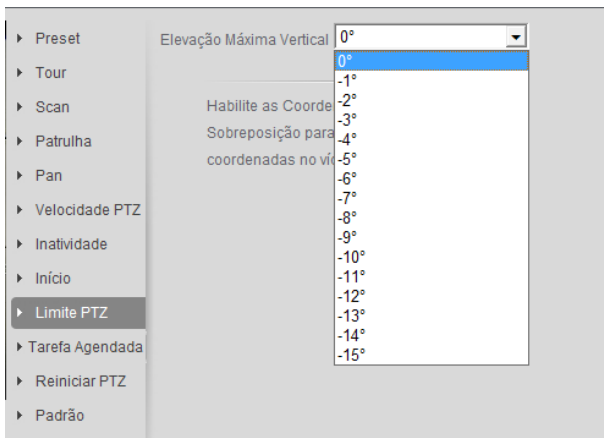 Preset
Tour
Scan
Patrulha
Pan
Velocidade PTZ
Inatividade
Início
Limite PTZ
Tarefa Agendada
Reiniciar PTZ
Padrão
Elevação Máxima Vertical 0°
0°
-1°
-2°
-3°
-4°
-5°
-6°
-7°
-8°
-9°
-10°
-11°
-12°
-13°
-14°
-15°
Habilite as Coorde
Sobreposição para
coordenadas no ví